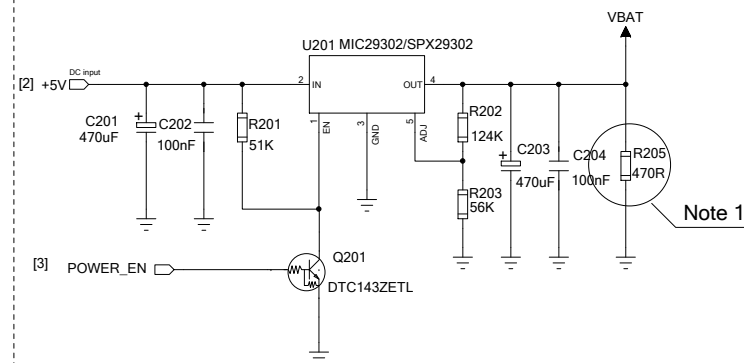 VBAT
U201 MIC29302/SPX29302
DC input
[2] +5V
2 IN
OUT 4
1
EN
3
GND
5
ADJ
C201
470uF
C202
100nF
R201
51K
R202
124K
R203
56K
C203
470uF
C204
100nF
R205
470R
Note 1
[3] POWER_EN
Q201
DTC143ZETL